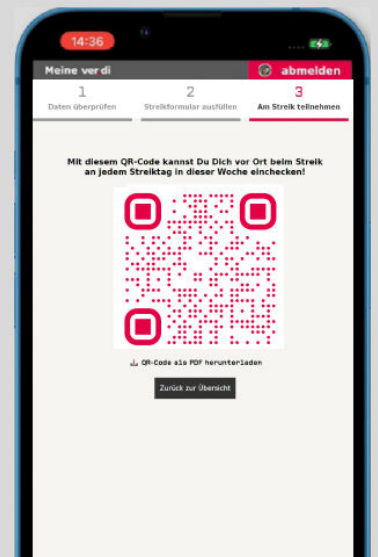 14:36
Meine ver di
abmelden
1
2
3
Daten überprüfen
Streikformular ausfüllen
Am Streik teilnehmen
Mit diesem QR-Code kannst Du Dich vor Ort beim Streik
an jedem Streiktag in dieser Woche einchecken!
QR-Code als PDF herunterladen
Zurück zur Übersicht